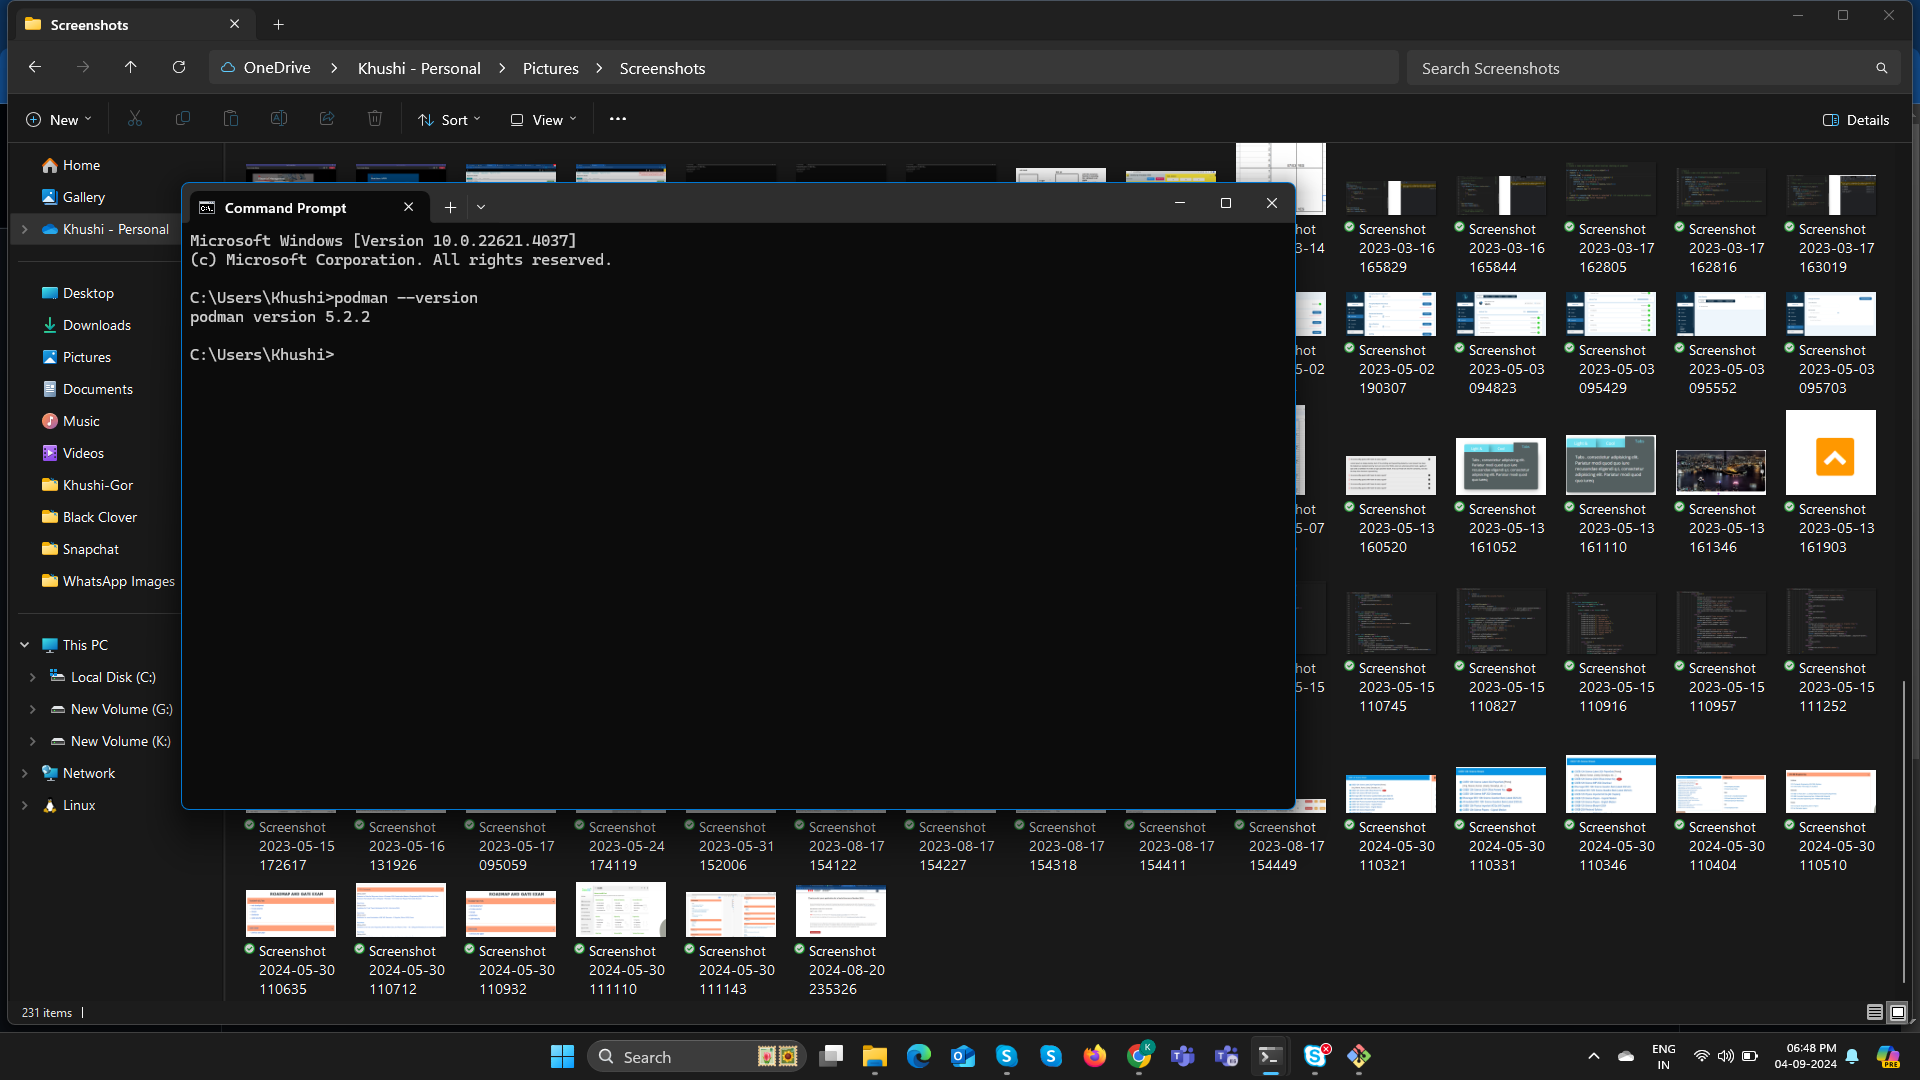 Screenshots
OneDrive
Khushi - Personal
Pictures
Screenshots
Search Screenshots
New
Sort
View
Details
Home
Gallery
Khushi - Personal
Desktop
Downloads
Pictures
Documents
Music
Videos
Khushi-Gor
Black Clover
Snapchat
WhatsApp Images
This PC
Local Disk (C:)
New Volume (G:)
New Volume (K:)
Network
Linux
Command Prompt
Microsoft Windows [Version 10.0.22621.4037]
(c) Microsoft Corporation. All rights reserved.
C:\Users\Khushi>podman --version
podman version 5.2.2
C:\Users\Khushi>
Screenshot
2023-03-16
165829
Screenshot
2023-03-16
165844
Screenshot
2023-03-17
162805
Screenshot
2023-03-17
162816
Screenshot
2023-03-17
163019
Screenshot
2023-05-02
190307
Screenshot
2023-05-03
094823
Screenshot
2023-05-03
095429
Screenshot
2023-05-03
095552
Screenshot
2023-05-03
095703
Screenshot
2023-05-13
160520
Screenshot
2023-05-13
161052
Screenshot
2023-05-13
161110
Screenshot
2023-05-13
161346
Screenshot
2023-05-13
161903
Screenshot
2023-05-15
110745
Screenshot
2023-05-15
110827
Screenshot
2023-05-15
110916
Screenshot
2023-05-15
110957
Screenshot
2023-05-15
111252
Screenshot
2023-05-15
172617
Screenshot
2023-05-16
131926
Screenshot
2023-05-17
095059
Screenshot
2023-05-24
174119
Screenshot
2023-05-31
152006
Screenshot
2023-08-17
154122
Screenshot
2023-08-17
154227
Screenshot
2023-08-17
154318
Screenshot
2023-08-17
154411
Screenshot
2023-08-17
154449
Screenshot
2024-05-30
110321
Screenshot
2024-05-30
110331
Screenshot
2024-05-30
110346
Screenshot
2024-05-30
110404
Screenshot
2024-05-30
110510
Screenshot
2024-05-30
110635
Screenshot
2024-05-30
110712
Screenshot
2024-05-30
110932
Screenshot
2024-05-30
111110
Screenshot
2024-05-30
111143
Screenshot
2024-08-20
235326
231 items
Search
ENG
IN
06:48 PM
04-09-2024